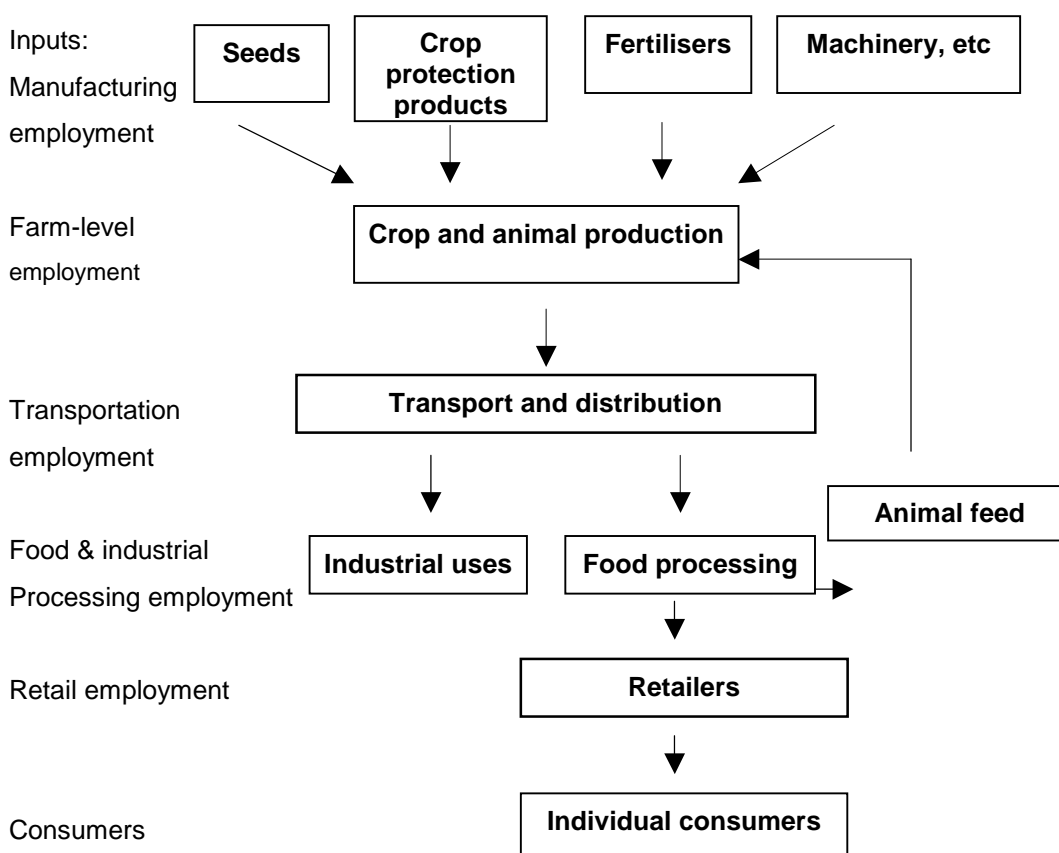 Inputs:
Manufacturing
employment
Seeds
Crop
protection
products
Fertilisers
Machinery, etc
Farm-level
employment
Crop and animal production
Transportation
employment
Transport and distribution
Animal feed
Food & industrial
Processing employment
Industrial uses
Food processing
Retail employment
Retailers
Consumers
Individual consumers